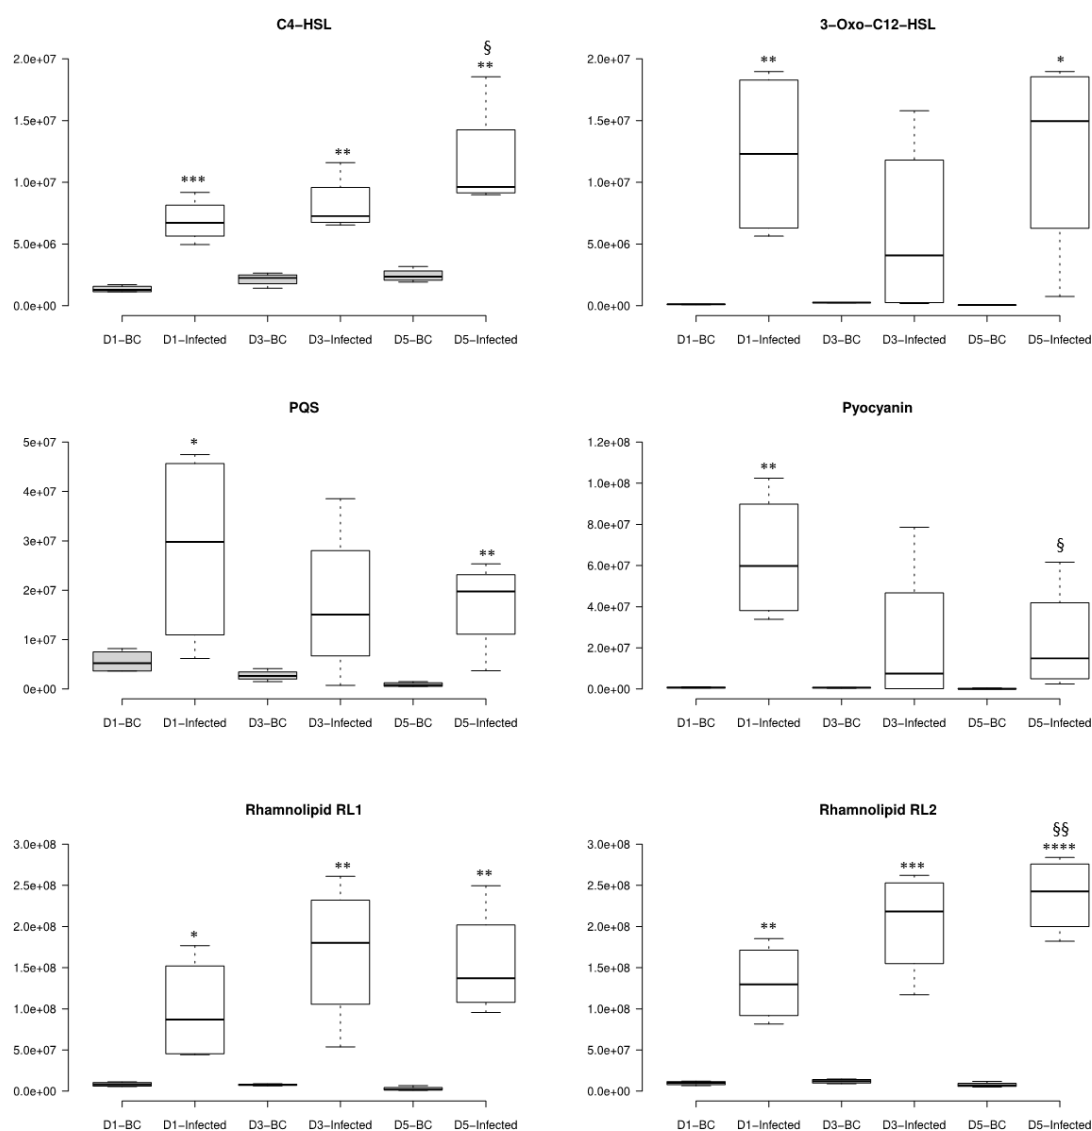 C4−HSL
§
**
**
***
2.0e+07
1.5e+07
1.0e+07
5.0e+06
0.0e+00
D1−BC D1−Infected D3−BC D3−Infected D5−BC D5−Infected
3−Oxo−C12−HSL
** *
2.0e+07
1.5e+07
1.0e+07
5.0e+06
0.0e+00
D1−BC D1−Infected D3−BC D3−Infected D5−BC D5−Infected
PQS
*
**
5e+07
4e+07
3e+07
2e+07
1e+07
0e+00
D1−BC D1−Infected D3−BC D3−Infected D5−BC D5−Infected
Pyocyanin
**
§
1.2e+08
1.0e+08
8.0e+07
6.0e+07
4.0e+07
2.0e+07
0.0e+00
D1−BC D1−Infected D3−BC D3−Infected D5−BC D5−Infected
Rhamnolipid RL1
**
**
*
3.0e+08
2.5e+08
2.0e+08
1.5e+08
1.0e+08
5.0e+07
0.0e+00
D1−BC D1−Infected D3−BC D3−Infected D5−BC D5−Infected
Rhamnolipid RL2
§§
****
***
**
3.0e+08
2.5e+08
2.0e+08
1.5e+08
1.0e+08
5.0e+07
0.0e+00
D1−BC D1−Infected D3−BC D3−Infected D5−BC D5−Infected